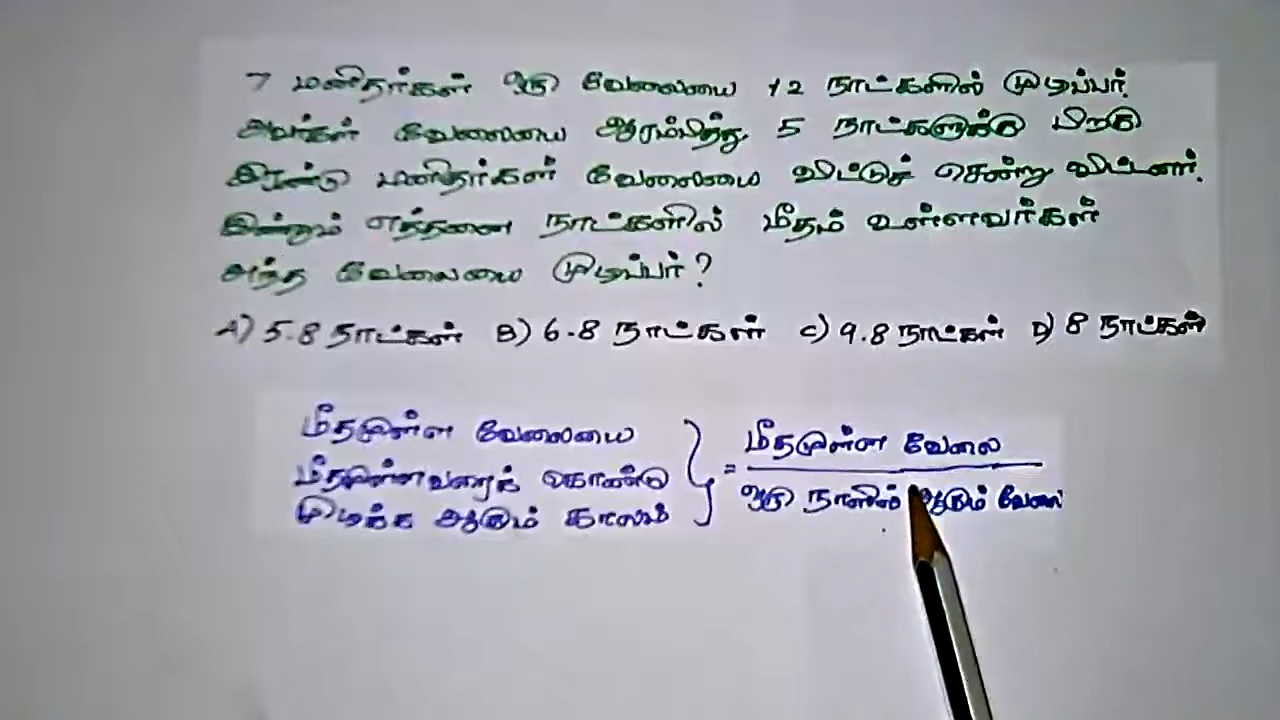 7 மனிதர்கள் ஒரு வேலையை 12 நாட்களில் முடிப்பர்.
அவர்கள் வேலையை ஆரம்பித்து 5 நாட்களுக்கு பிறகு
இரண்டு மனிதர்கள் வேலையை விட்டுச் சென்று விட்டனர்.
இன்னும் எத்தனை நாட்களில் மீதம் உள்ளவர்கள்
அந்த வேலையை முடிப்பர்?
A) 5.8 நாட்கள் B) 6.8 நாட்கள் C) 9.8 நாட்கள் D) 8 நாட்கள்
மீதமுள்ள வேலையை
மீதமுள்ளவரைக் கொண்டு
முடிக்க ஆகும் காலம்
} = மீதமுள்ள வேலை
ஒரு நாளில் ஆகும் வேலை